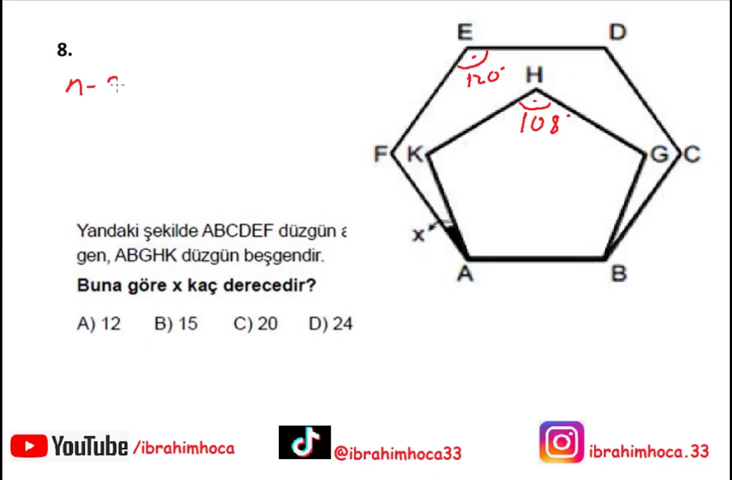 8.
n-
Yandaki şekilde ABCDEF düzgün a
gen, ABGHK düzgün beşgendir.
Buna göre x kaç derecedir?
A) 12 B) 15 C) 20 D) 24
E D
120°
H
108°
F K G C
x
A B
YouTube /ibrahimhoca
@ibrahimhoca33
ibrahimhoca.33